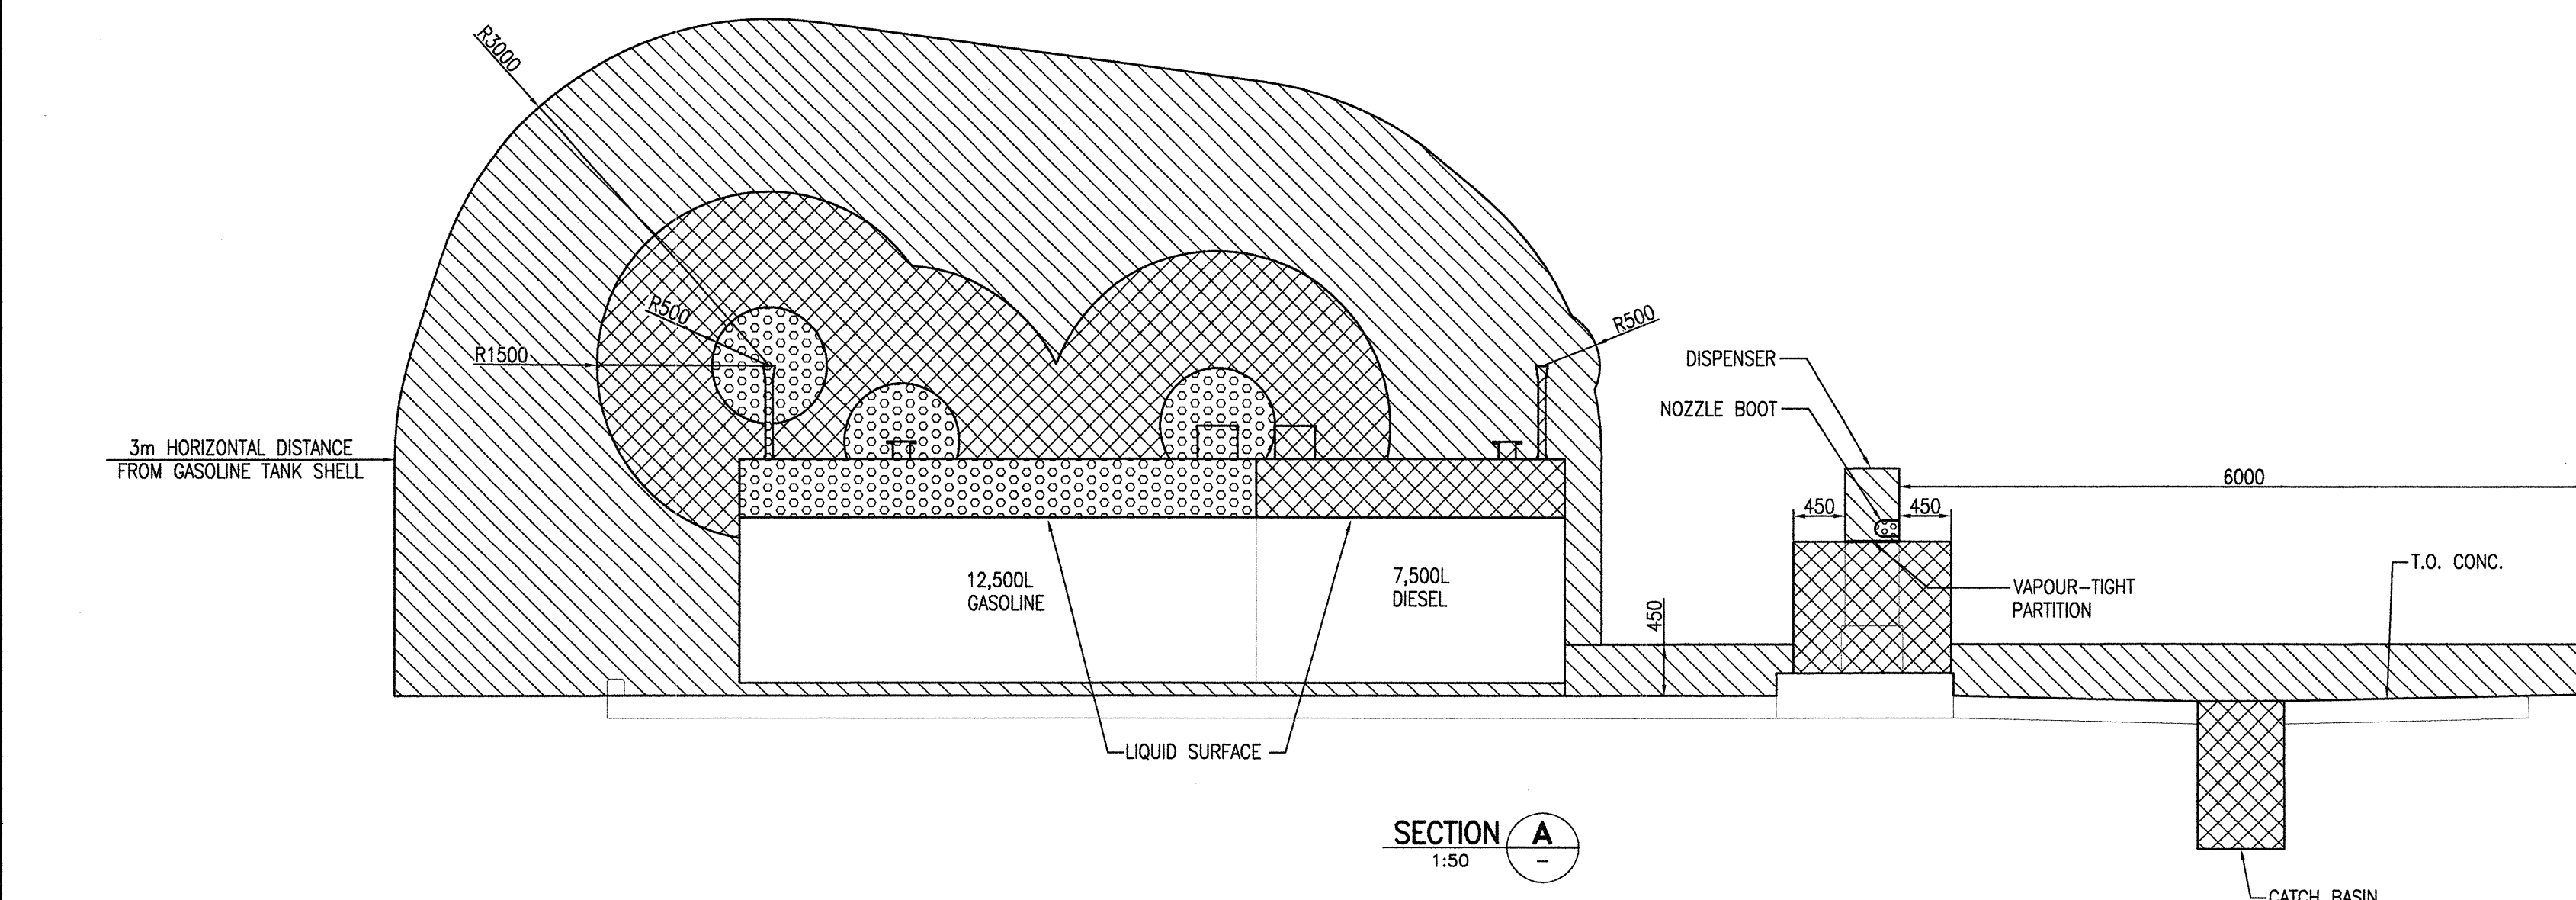 R3000
R500
R1500
R500
DISPENSER
NOZZLE BOOT
3m HORIZONTAL DISTANCE
FROM GASOLINE TANK SHELL
6000
450
450
12,500L
GASOLINE
7,500L
DIESEL
450
T.O. CONC.
VAPOUR-TIGHT
PARTITION
LIQUID SURFACE
SECTION
A
1:50
–
CATCH BASIN